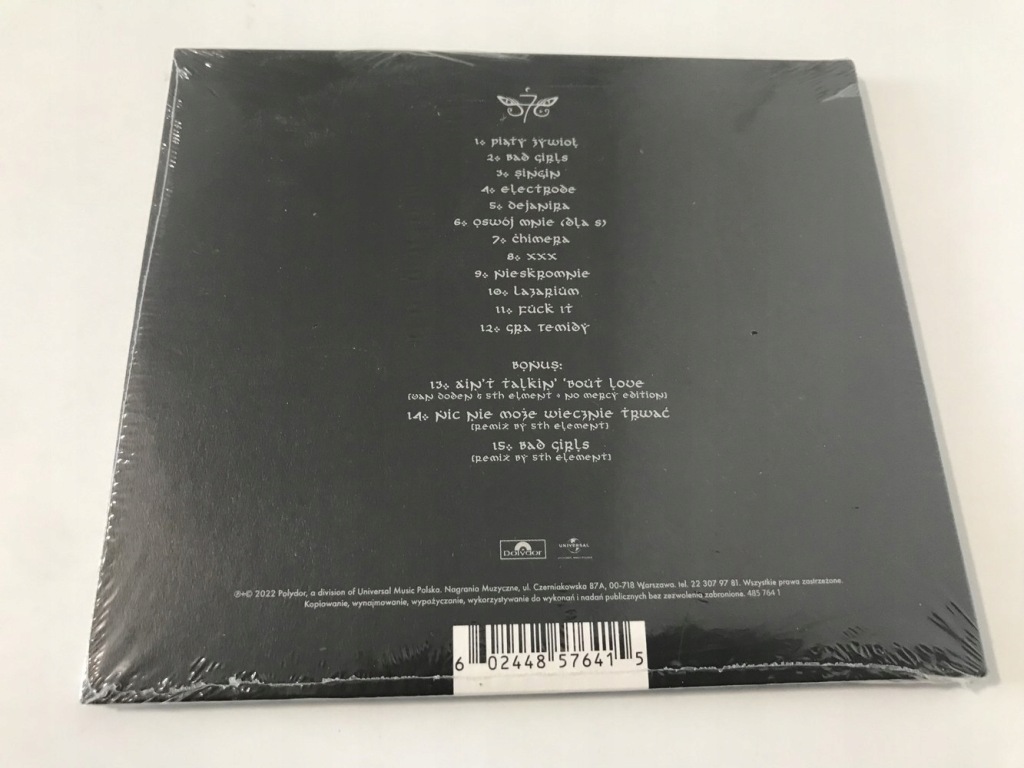 7
1. Piąty żywioł
2. Bad Girls
3. Singin
4. Electrode
5. Dejanira
6. Oswój mnie (dla S)
7. Chimera
8. XXX
9. Nieskromnie
10. Lazarium
11. Fuck it
12. Gra Temidy
Bonus:
13. Ain't talkin' 'bout love
(Wan Doden & 5th Elment + No Mercy edition)
14. Nic nie może wiecznie trwać
(Remix by 5th Element)
15. Bad Girls
(Remix by 5th Element)
Polydor
UNIVERSAL
℗+© 2022 Polydor, a division of Universal Music Polska. Nagrania Muzyczne, ul. Czerniakowska 87A, 00-718 Warszawa. tel. 22 307 97 81. Wszystkie prawa zastrzeżone.
Kopiowanie, wynajmowanie, wypożyczanie, wykorzystywanie do wykonań i nadań publicznych bez zezwolenia zabronione. 485 764 1
6 02448 57641 5